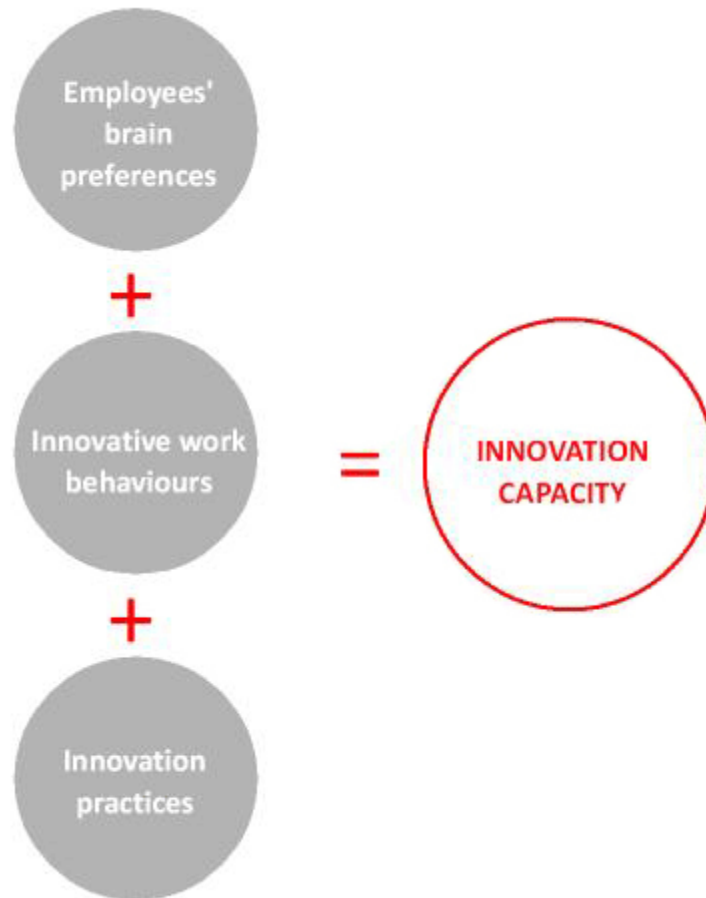 Employees'
brain
preferences
+
Innovative work
behaviours
+
Innovation
practices
=
INNOVATION
CAPACITY